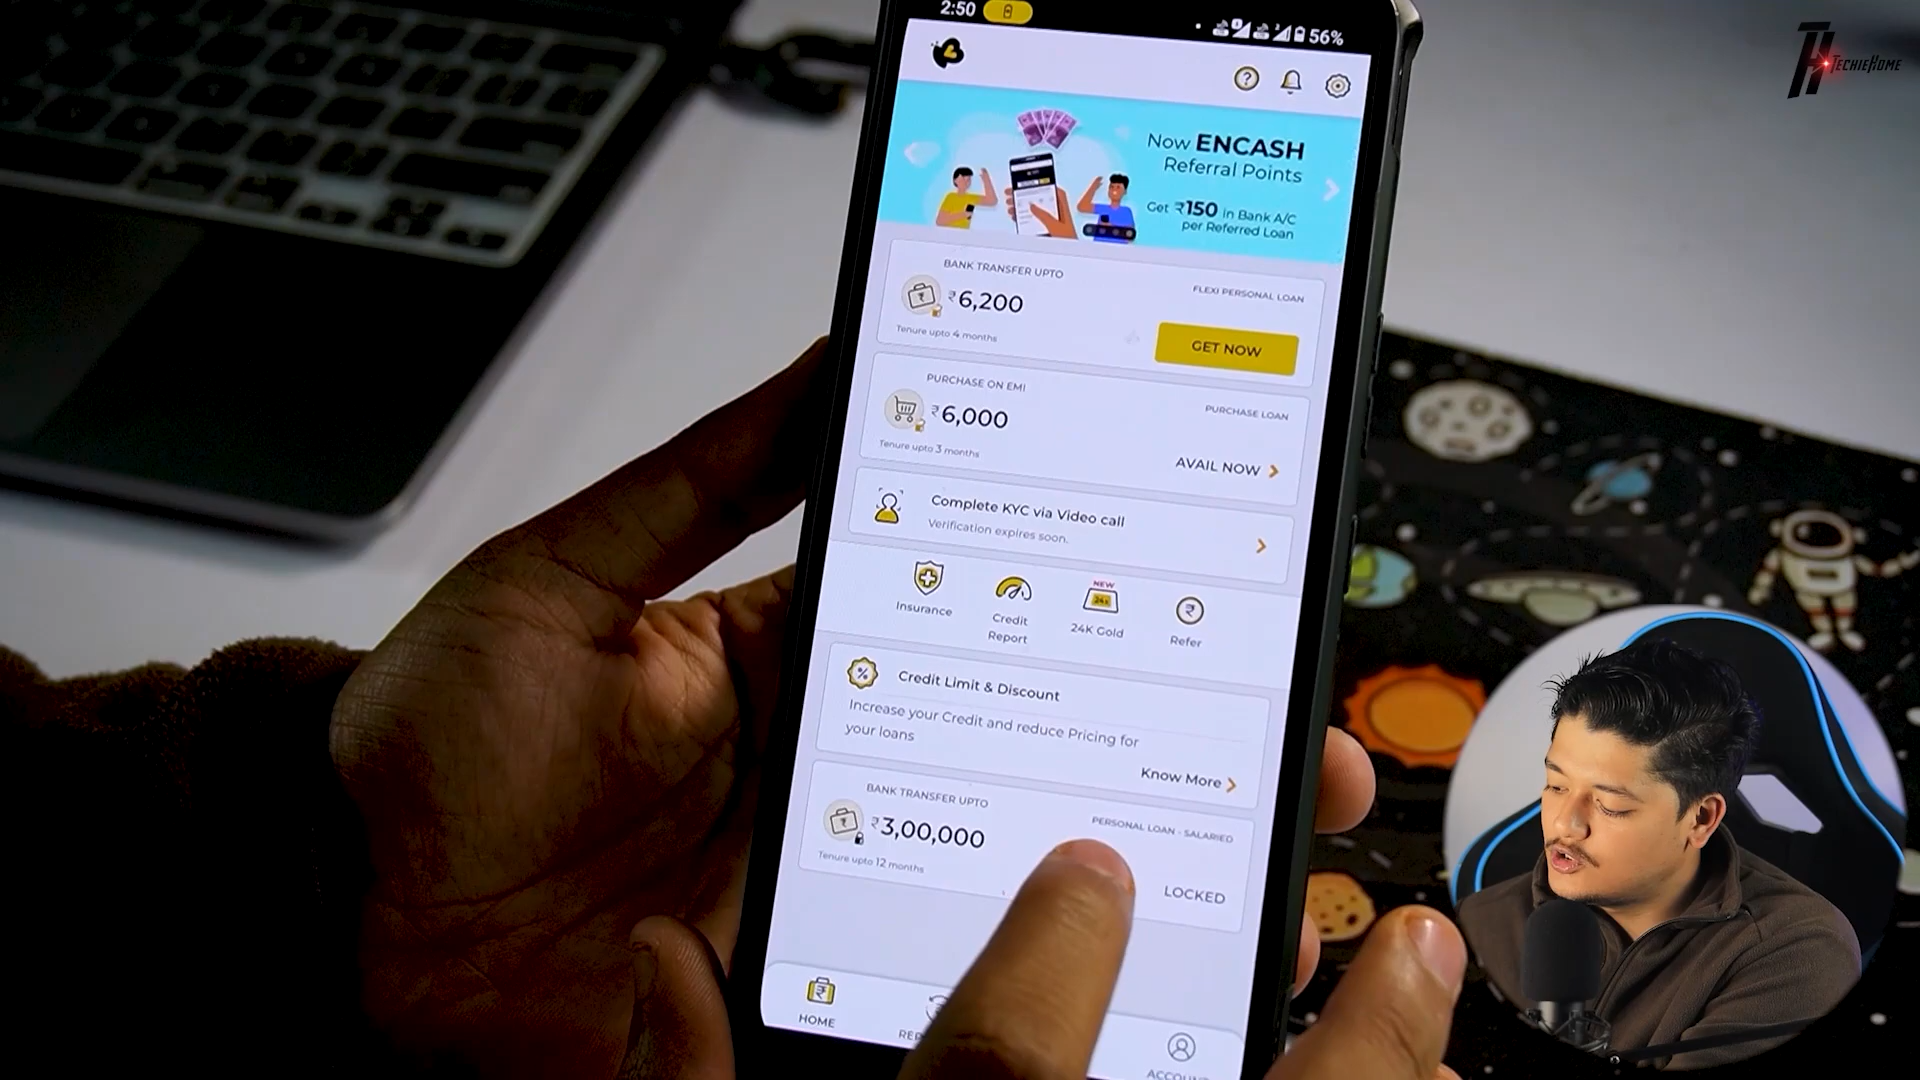 2:50
56%
TECHIEHOME
Now ENCASH
Referral Points
Get ₹150 in Bank A/C
per Referred Loan
BANK TRANSFER UPTO
FLEXI PERSONAL LOAN
₹6,200
Tenure upto 4 months
GET NOW
PURCHASE ON EMI
PURCHASE LOAN
₹6,000
Tenure upto 3 months
AVAIL NOW
Complete KYC via Video call
Verification expires soon.
Insurance
Credit
Report
NEW
24K Gold
Refer
Credit Limit & Discount
Increase your Credit and reduce Pricing for
your loans
Know More
BANK TRANSFER UPTO
PERSONAL LOAN - SALARIED
₹3,00,000
Tenure upto 12 months
LOCKED
HOME